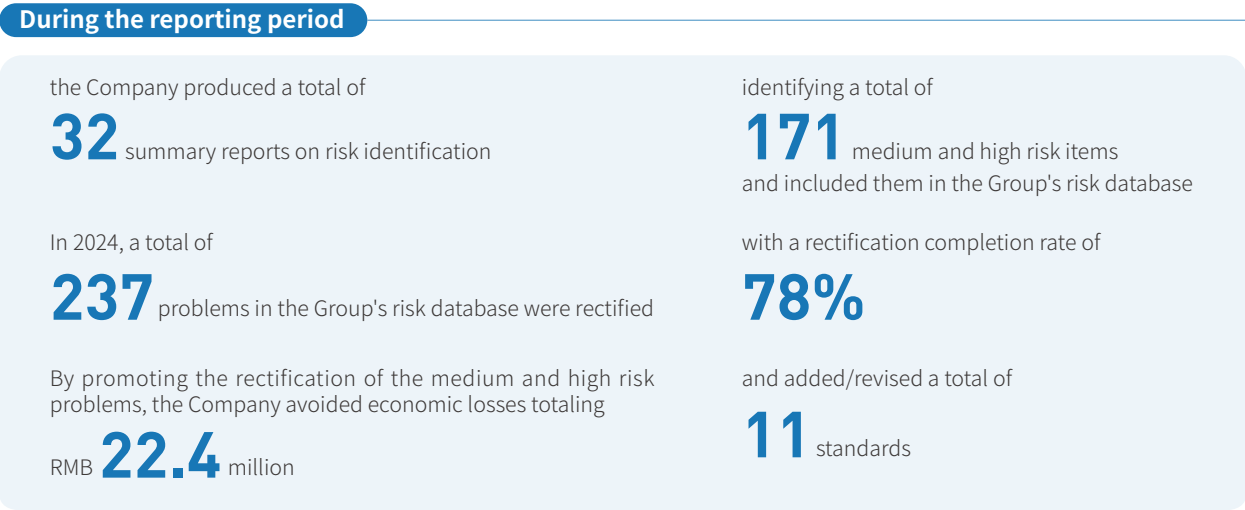 During the reporting period
the Company produced a total of
32 summary reports on risk identification
identifying a total of
171 medium and high risk items
and included them in the Group's risk database
In 2024, a total of
237 problems in the Group's risk database were rectified
with a rectification completion rate of
78%
By promoting the rectification of the medium and high risk
problems, the Company avoided economic losses totaling
RMB 22.4 million
and added/revised a total of
11 standards